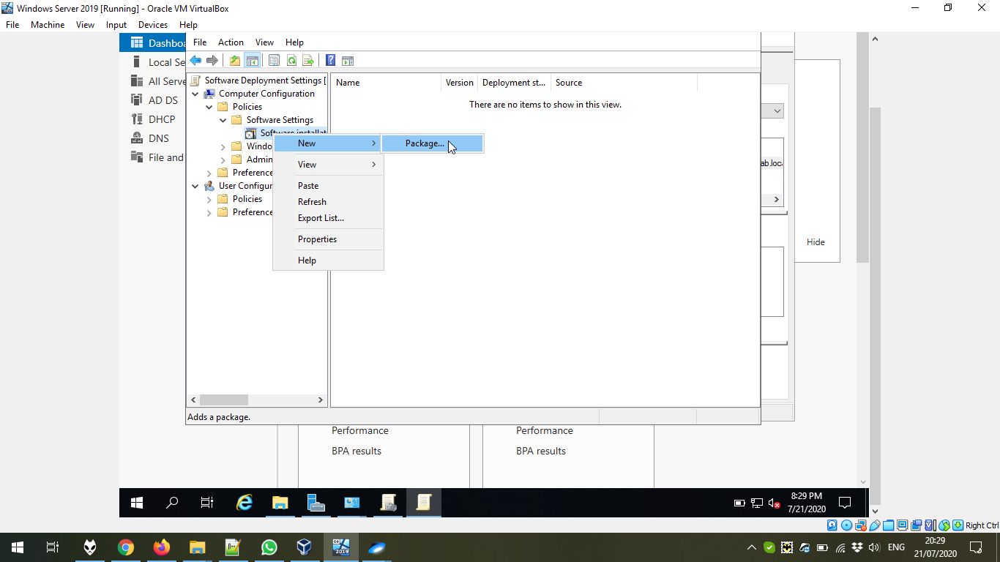 Windows Server 2019 [Running] - Oracle VM VirtualBox
File Machine View Input Devices Help
File Action View Help
Dashboa
Local Se
All Serve
AD DS
DHCP
DNS
File and
Software Deployment Settings [
Computer Configuration
Policies
Software Settings
Software installat
Windo
Admin
Preference
User Configur
Policies
Preference
Name Version Deployment st... Source
There are no items to show in this view.
New
Package...
View
Paste
Refresh
Export List...
Properties
Help
ab.loca
Hide
Adds a package.
Performance
BPA results
Performance
BPA results
8:29 PM
7/21/2020
Right Ctrl
2019
ENG
20:29
21/07/2020